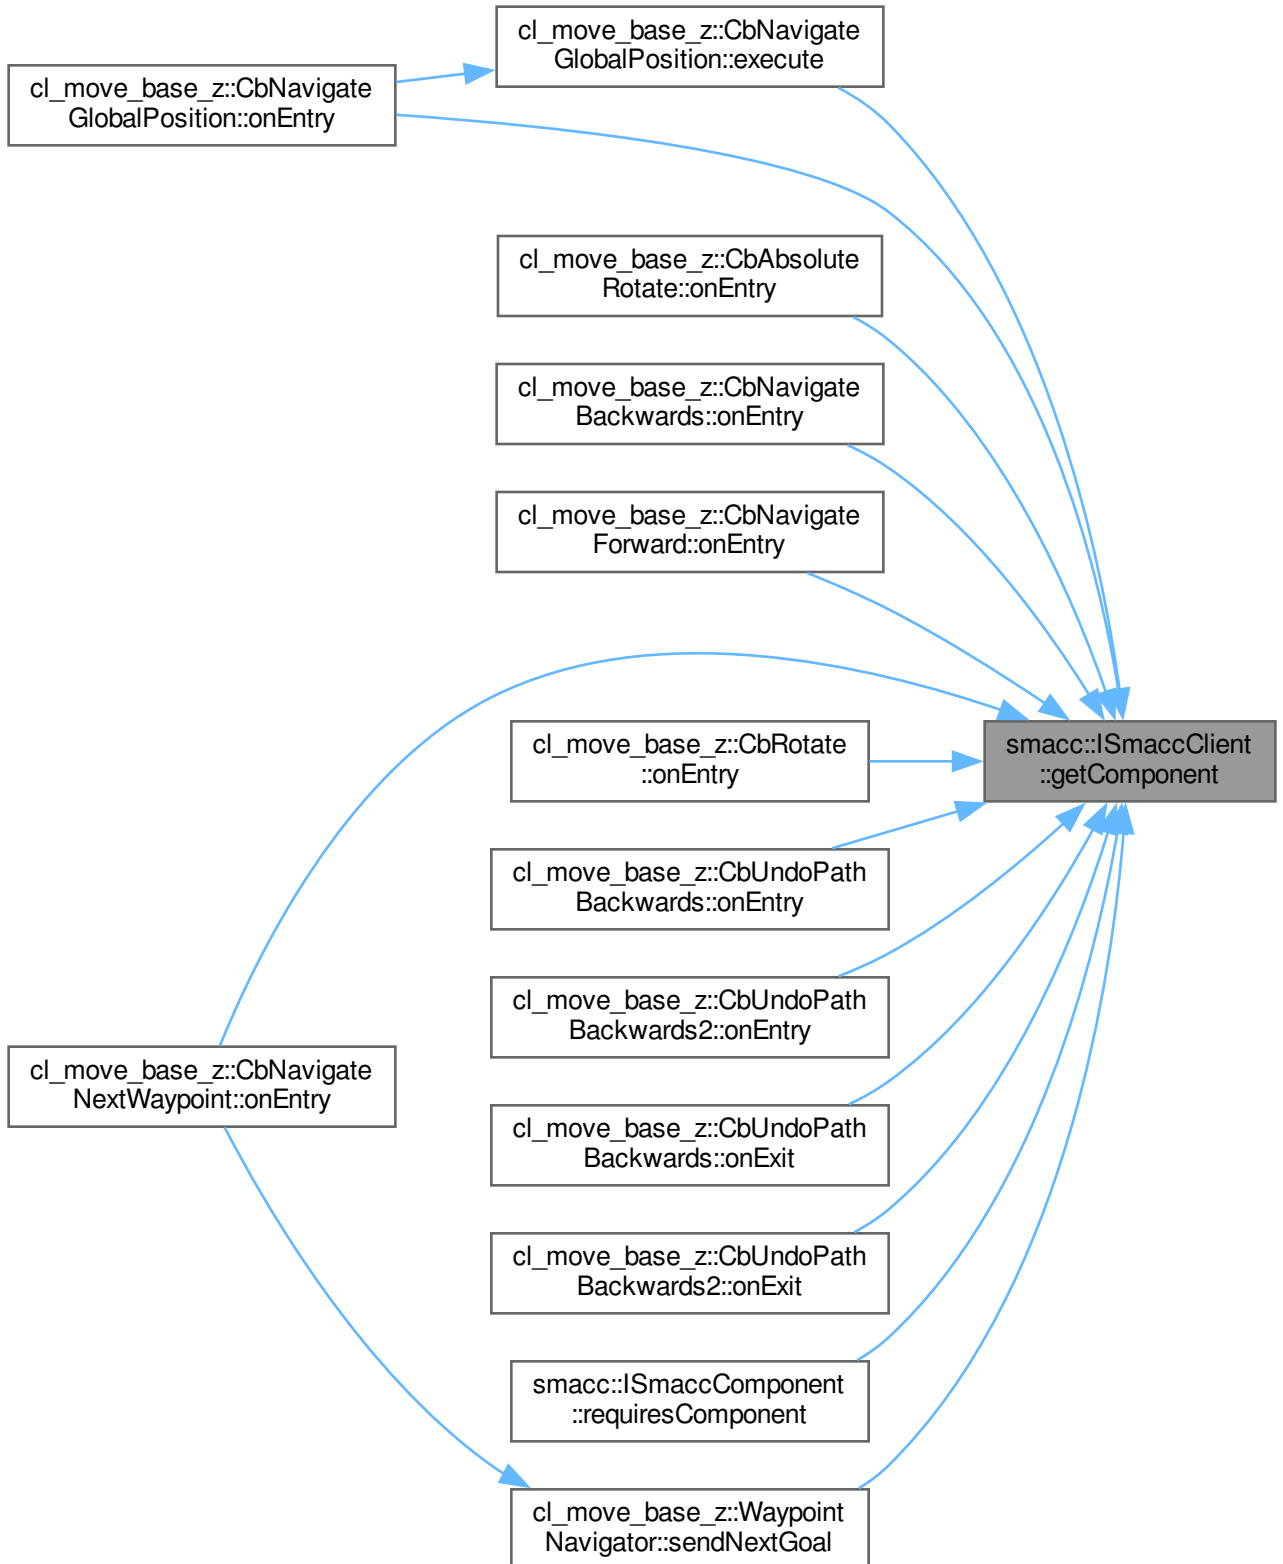 cl_move_base_z::CbNavigate
GlobalPosition::execute
cl_move_base_z::CbNavigate
GlobalPosition::onEntry
cl_move_base_z::CbAbsolute
Rotate::onEntry
cl_move_base_z::CbNavigate
Backwards::onEntry
cl_move_base_z::CbNavigate
Forward::onEntry
cl_move_base_z::CbRotate
::onEntry
smacc::ISmaccClient
::getComponent
cl_move_base_z::CbUndoPath
Backwards::onEntry
cl_move_base_z::CbUndoPath
Backwards2::onEntry
cl_move_base_z::CbNavigate
NextWaypoint::onEntry
cl_move_base_z::CbUndoPath
Backwards::onExit
cl_move_base_z::CbUndoPath
Backwards2::onExit
smacc::ISmaccComponent
::requiresComponent
cl_move_base_z::Waypoint
Navigator::sendNextGoal